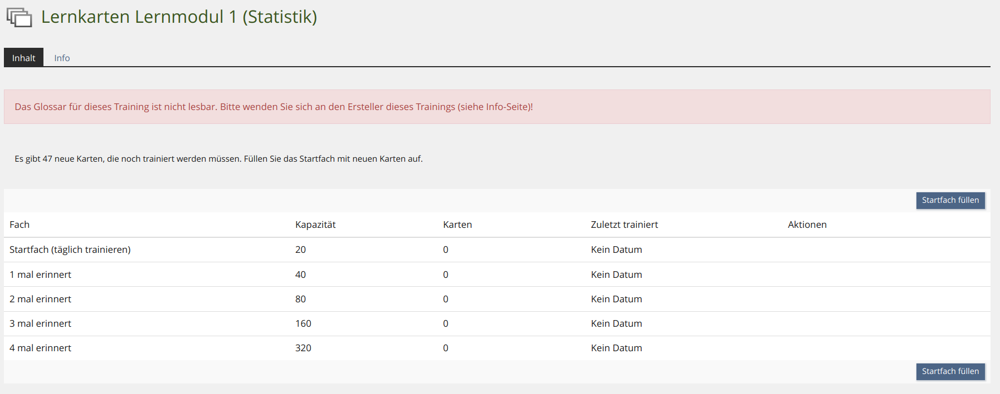 Lernkarten Lernmodul 1 (Statistik)
Inhalt Info
Das Glossar für dieses Training ist nicht lesbar. Bitte wenden Sie sich an den Ersteller dieses Trainings (siehe Info-Seite)!
Es gibt 47 neue Karten, die noch trainiert werden müssen. Füllen Sie das Startfach mit neuen Karten auf.
Startfach füllen
Fach Kapazität Karten Zuletzt trainiert Aktionen
Startfach (täglich trainieren) 20 0 Kein Datum
1 mal erinnert 40 0 Kein Datum
2 mal erinnert 80 0 Kein Datum
3 mal erinnert 160 0 Kein Datum
4 mal erinnert 320 0 Kein Datum
Startfach füllen